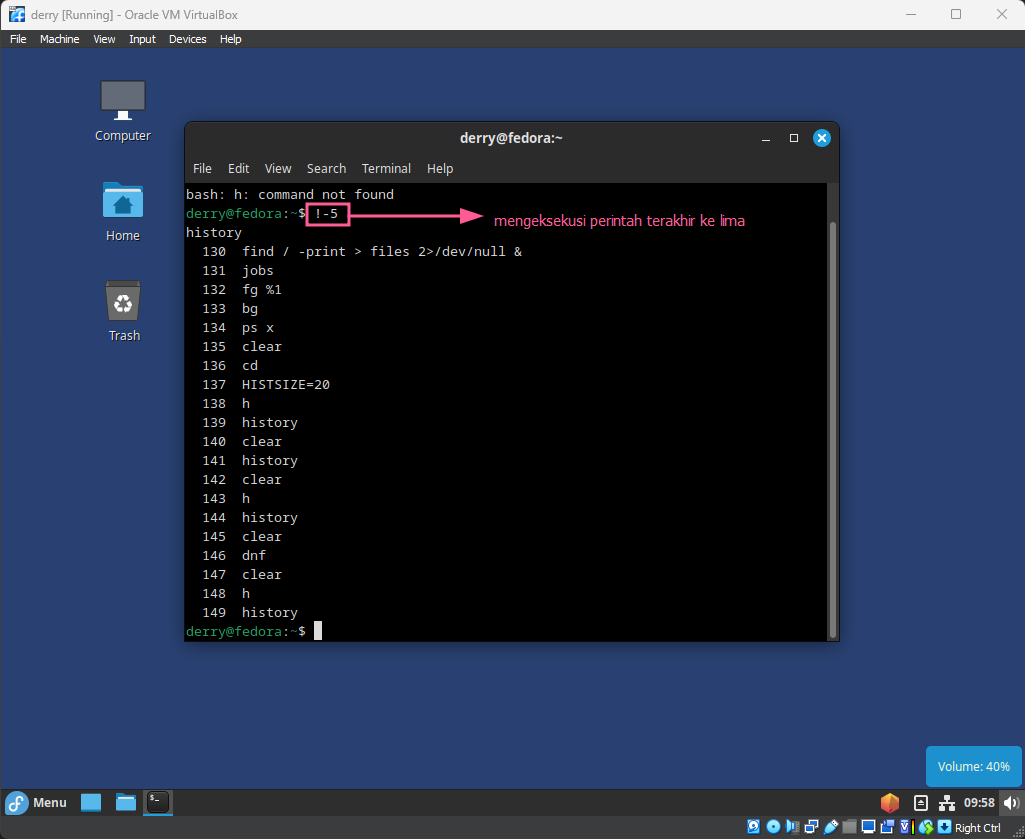 derry [Running] - Oracle VM VirtualBox
File Machine View Input Devices Help
Computer
Home
Trash
derry@fedora:~
File Edit View Search Terminal Help
bash: h: command not found
derry@fedora:~$ !-5
mengeksekusi perintah terakhir ke lima
history
130 find / -print > files 2>/dev/null &
131 jobs
132 fg %1
133 bg
134 ps x
135 clear
136 cd
137 HISTSIZE=20
138 h
139 history
140 clear
141 history
142 clear
143 h
144 history
145 clear
146 dnf
147 clear
148 h
149 history
derry@fedora:~$
Volume: 40%
Menu
09:58
Right Ctrl